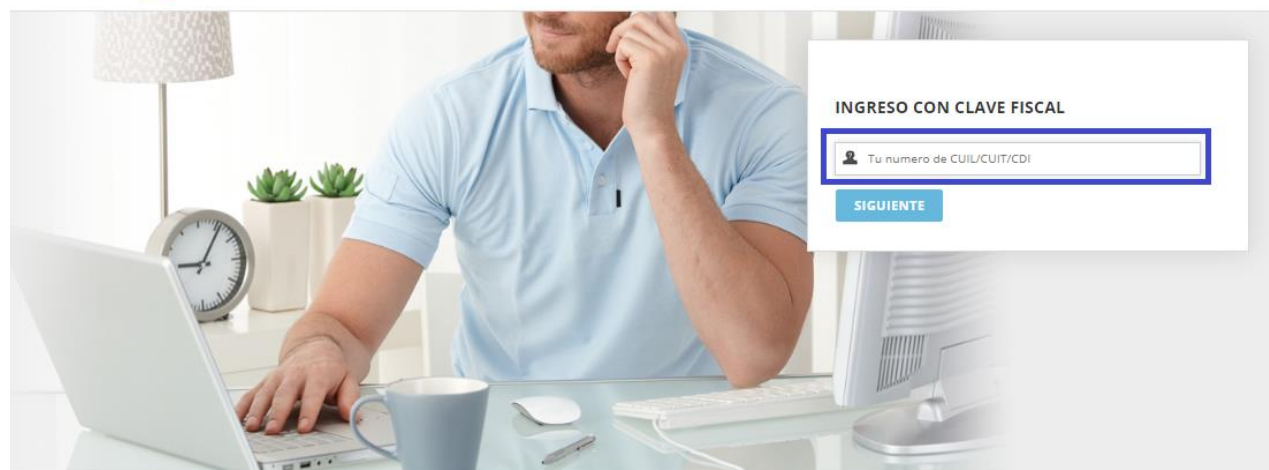 INGRESO CON CLAVE FISCAL
Tu numero de CUIL/CUIT/CDI
SIGUIENTE